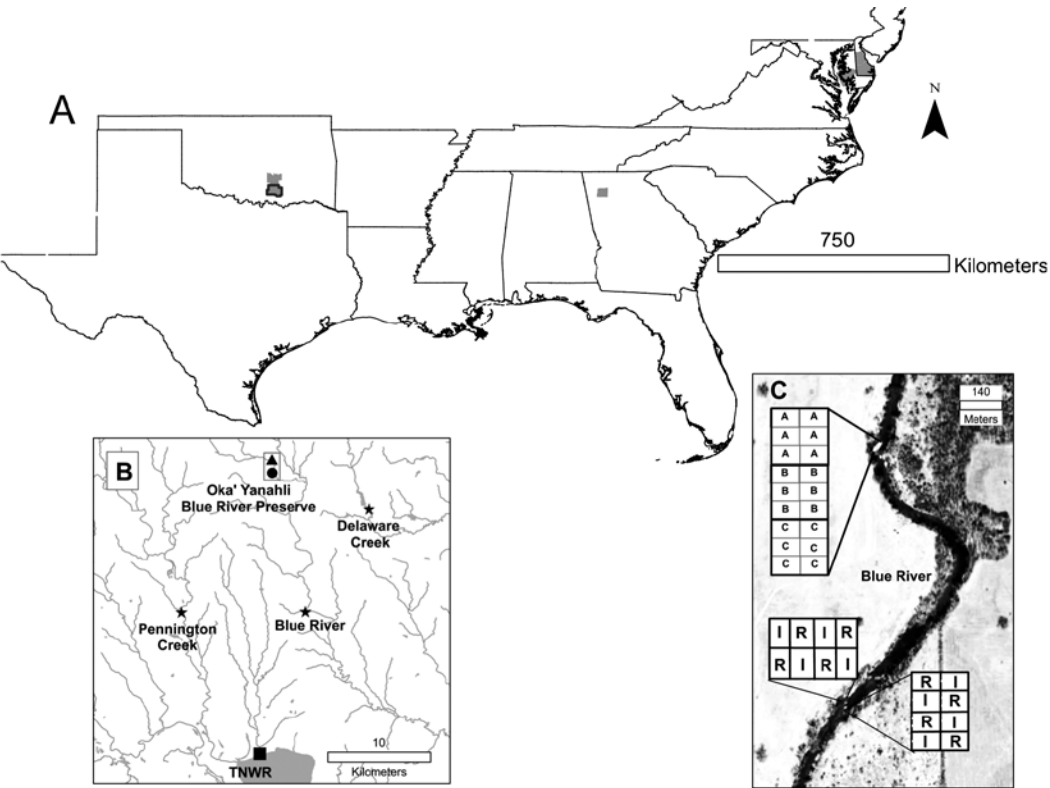 A
N
750
Kilometers
B
Oka' Yanahli
Blue River Preserve
Delaware
Creek
Pennington
Creek
Blue River
TNWR
10
Kilometers
C
140
Meters
A A
A A
A A
B B
B B
B B
C C
C C
C C
Blue River
I R I R
R I R I
R I
I R
R I
I R